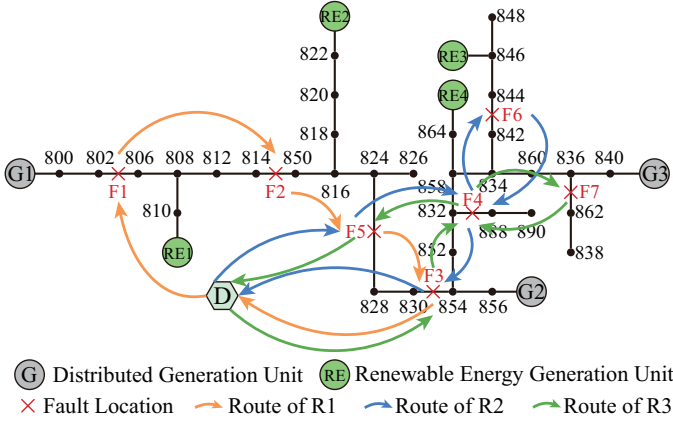 RE2
848
822
RE3
846
RE4
820
844
F6
818
864
842
G1
800
802
806
808
812
814
850
824
826
860
836
840
G3
F1
F2
816
858
834
F4
F7
810
832
862
888
890
F5
RE1
852
838
F3
D
828
830
854
856
G2
G Distributed Generation Unit RE Renewable Energy Generation Unit
Fault Location Route of R1 Route of R2 Route of R3